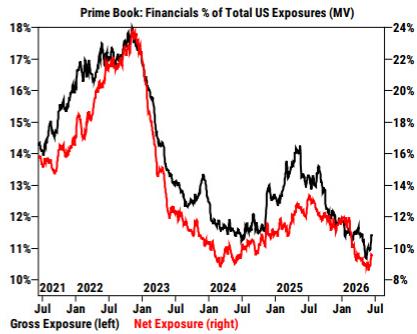 Prime Book: Financials % of Total US Exposures (MV)
18% 24%
17% 22%
16% 20%
15% 18%
14% 16%
13% 14%
12% 12%
11% 10%
10% 8%
2021 2022 2023 2024 2025 2026
Jul Jan Jul Jan Jul Jan Jul Jan Jul Jan Jul
Gross Exposure (left) Net Exposure (right)